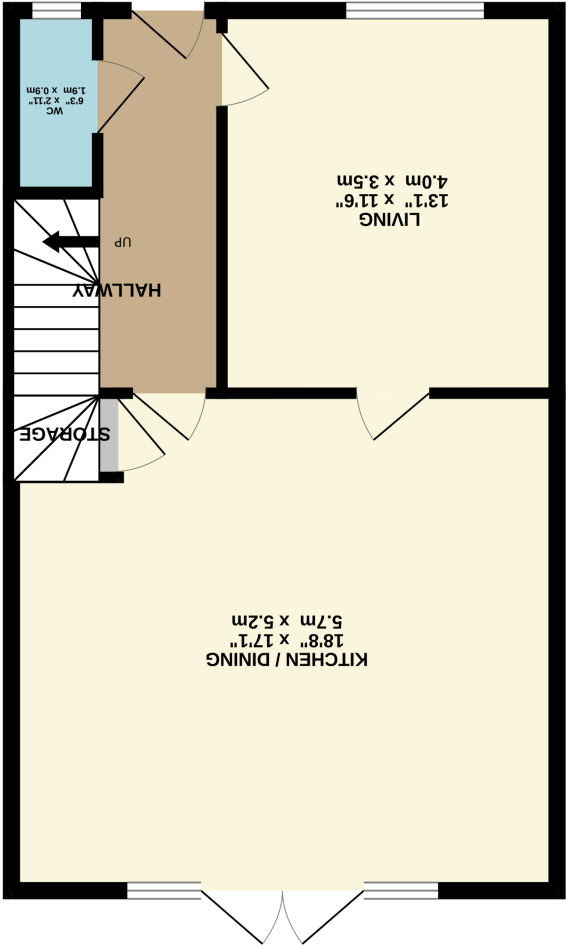 KITCHEN / DINING
18'8" x 17'1"
5.7m x 5.2m
STORAGE
HALLWAY
UP
LIVING
13'1" x 11'6"
4.0m x 3.5m
WC
6'3" x 2'11"
1.9m x 0.9m